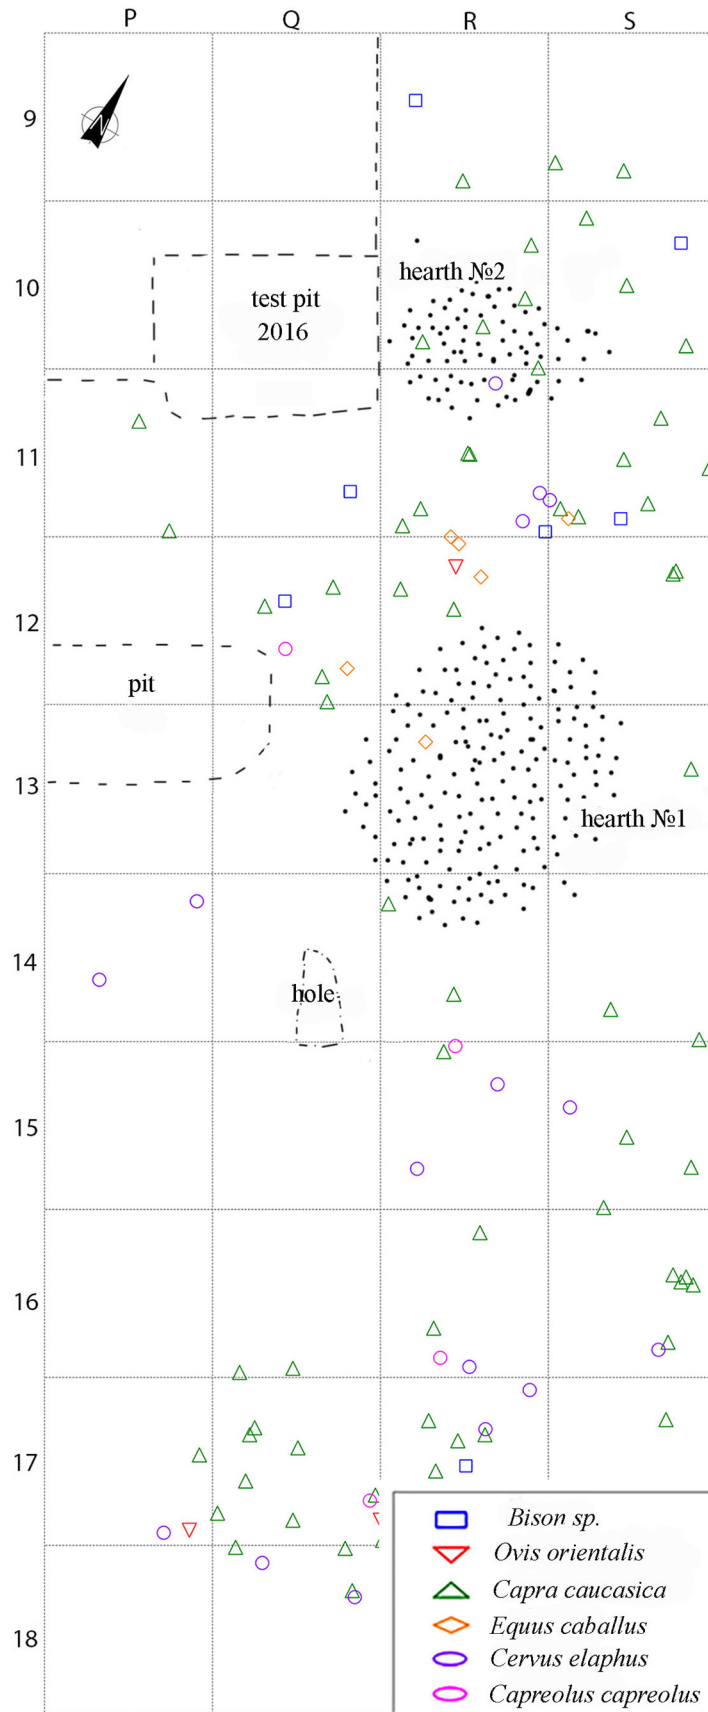 P Q R S
9
N
hearth №2
10
test pit
2016
11
12
pit
13
hearth №1
14
hole
15
16
17
Bison sp.
Ovis orientalis
Capra caucasica
Equus caballus
18
Cervus elaphus
Capreolus capreolus